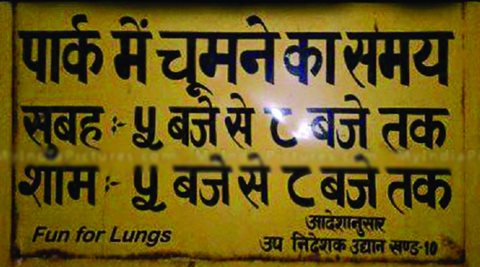 पार्क में चूमने का समय
सुबह :- ५ बजे से ८ बजे तक
शाम :- ५ बजे से ८ बजे तक
Fun for Lungs
आदेशानुसार
उप निदेशक उद्यान खण्ड-10